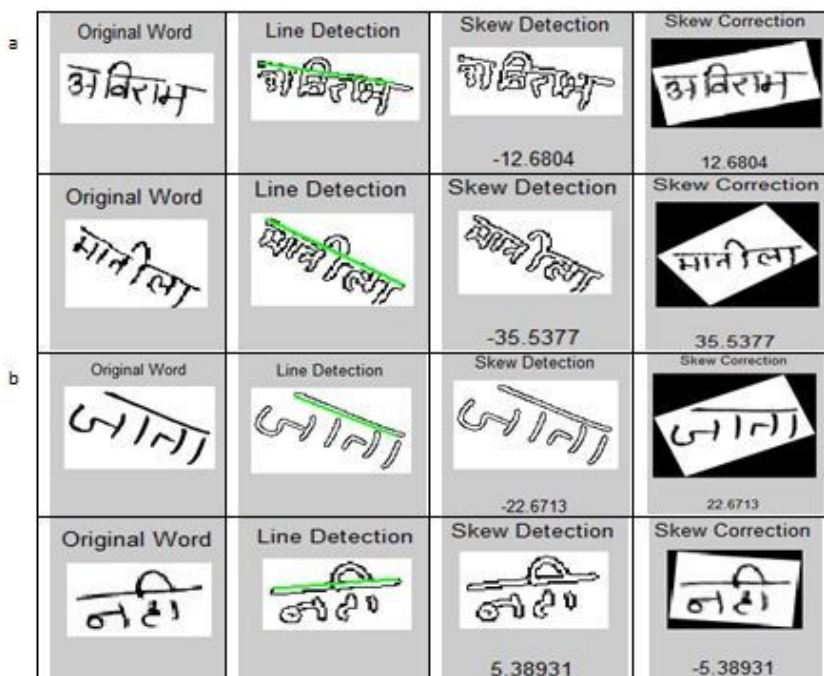 a
Original Word Line Detection Skew Detection Skew Correction
अविराम अविराम अविराम अविराम
-12.6804 12.6804
Original Word Line Detection Skew Detection Skew Correction
मातीला मातीला मातीला मातीला
-35.5377 35.5377
b
Original Word Line Detection Skew Detection Skew Correction
-22.6713 22.6713
Original Word Line Detection Skew Detection Skew Correction
5.38931 -5.38931